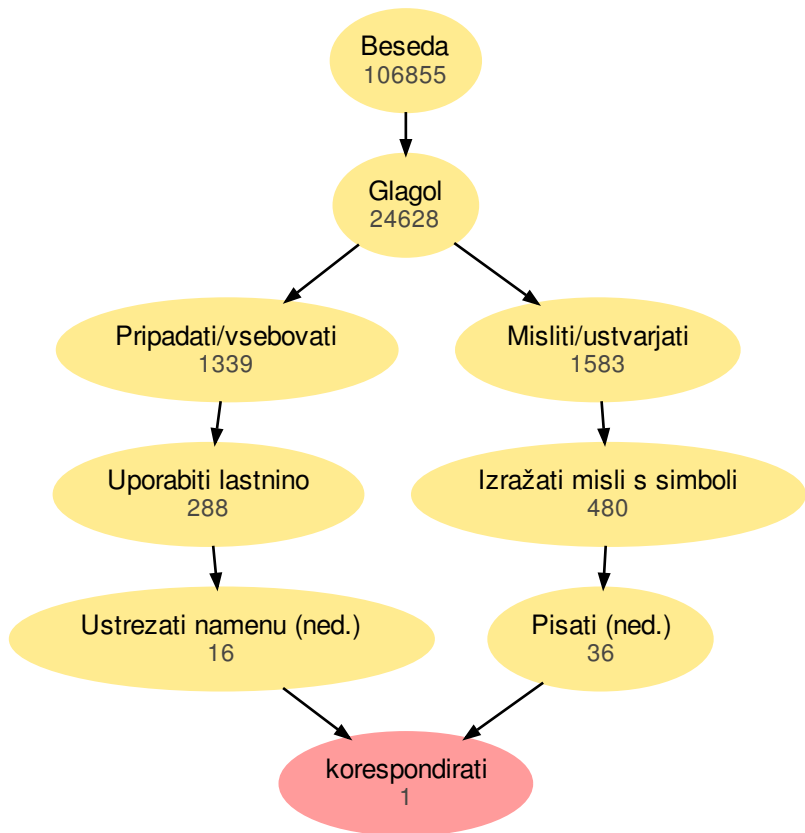 Beseda
106855
Glagol
24628
Pripadati/vsebovati
1339
Misliti/ustvarjati
1583
Uporabiti lastnino
288
Izražati misli s simboli
480
Ustrezati namenu (ned.)
16
Pisati (ned.)
36
korespondirati
1